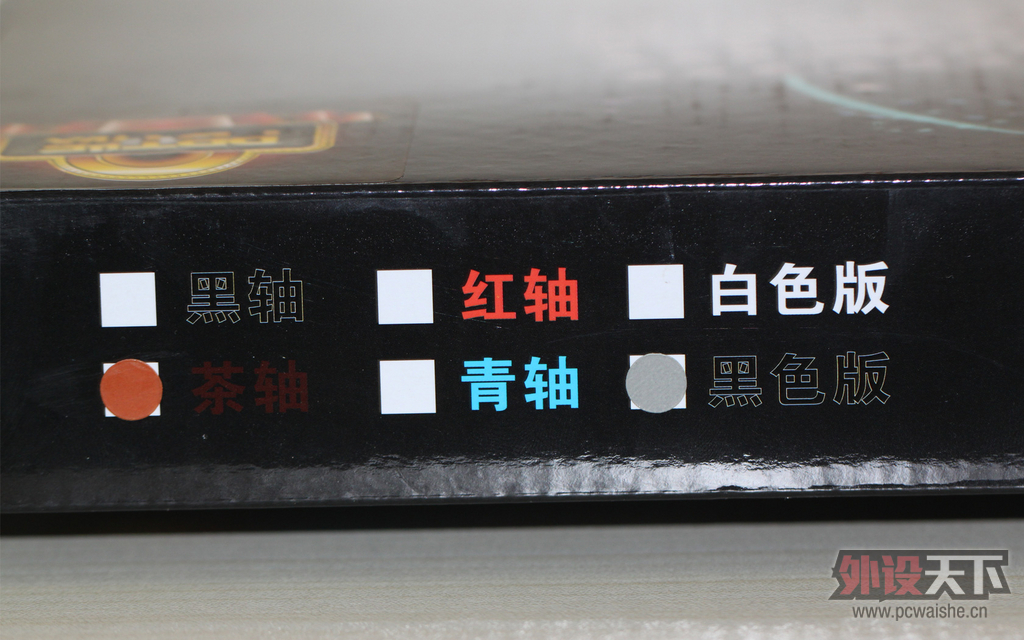 黑轴 红轴 白色版
茶轴 青轴 黑色版
外设天下
www.pcwaishe.cn